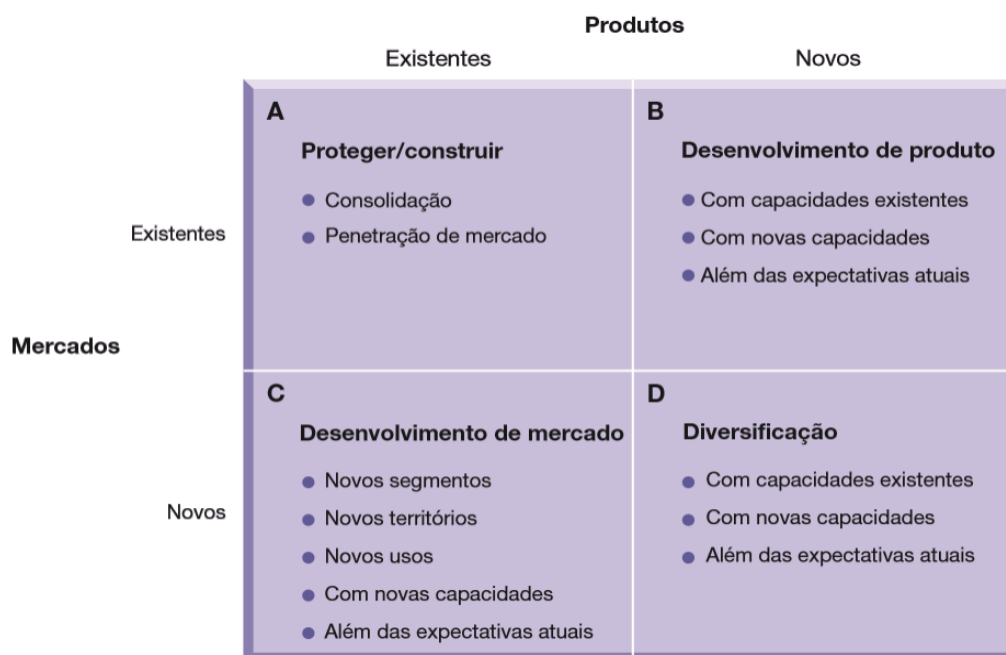 Produtos
Existentes
Novos
A
Proteger/construir
Consolidação
Penetração de mercado
B
Desenvolvimento de produto
Com capacidades existentes
Com novas capacidades
Além das expectativas atuais
Existentes
Mercados
Novos
C
Desenvolvimento de mercado
Novos segmentos
Novos territórios
Novos usos
Com novas capacidades
Além das expectativas atuais
D
Diversificação
Com capacidades existentes
Com novas capacidades
Além das expectativas atuais